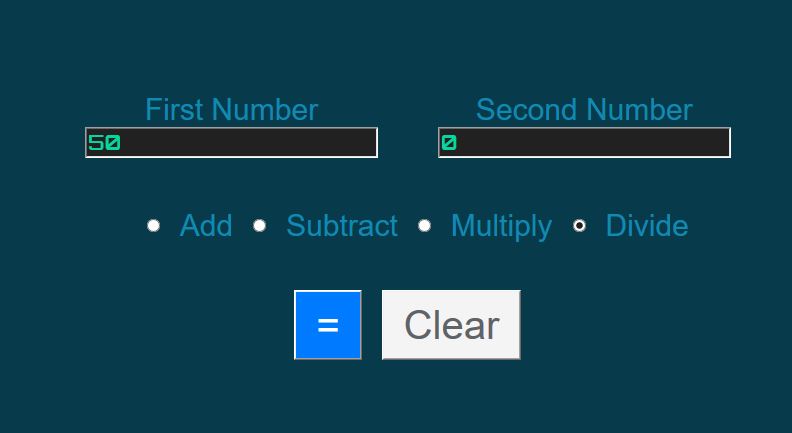 First Number Second Number
50 0
Add Subtract Multiply Divide
= Clear